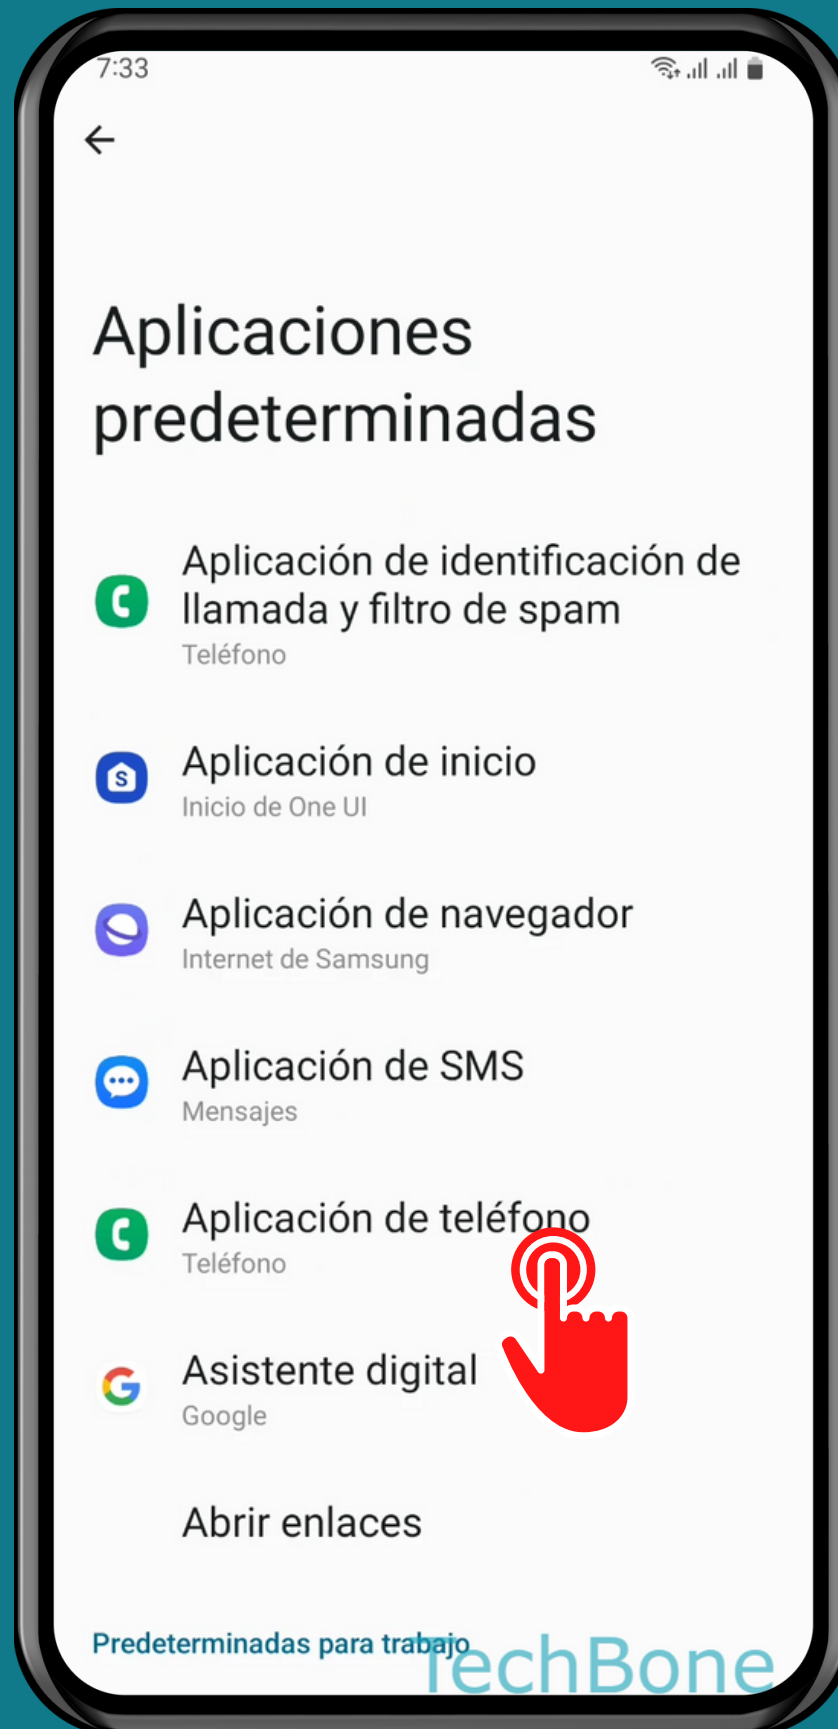 7:33
Aplicaciones
predeterminadas
Aplicación de identificación de
llamada y filtro de spam
Teléfono
Aplicación de inicio
Inicio de One UI
Aplicación de navegador
Internet de Samsung
Aplicación de SMS
Mensajes
Aplicación de teléfono
Teléfono
Asistente digital
Google
Abrir enlaces
Predeterminadas para trabajo
TechBone